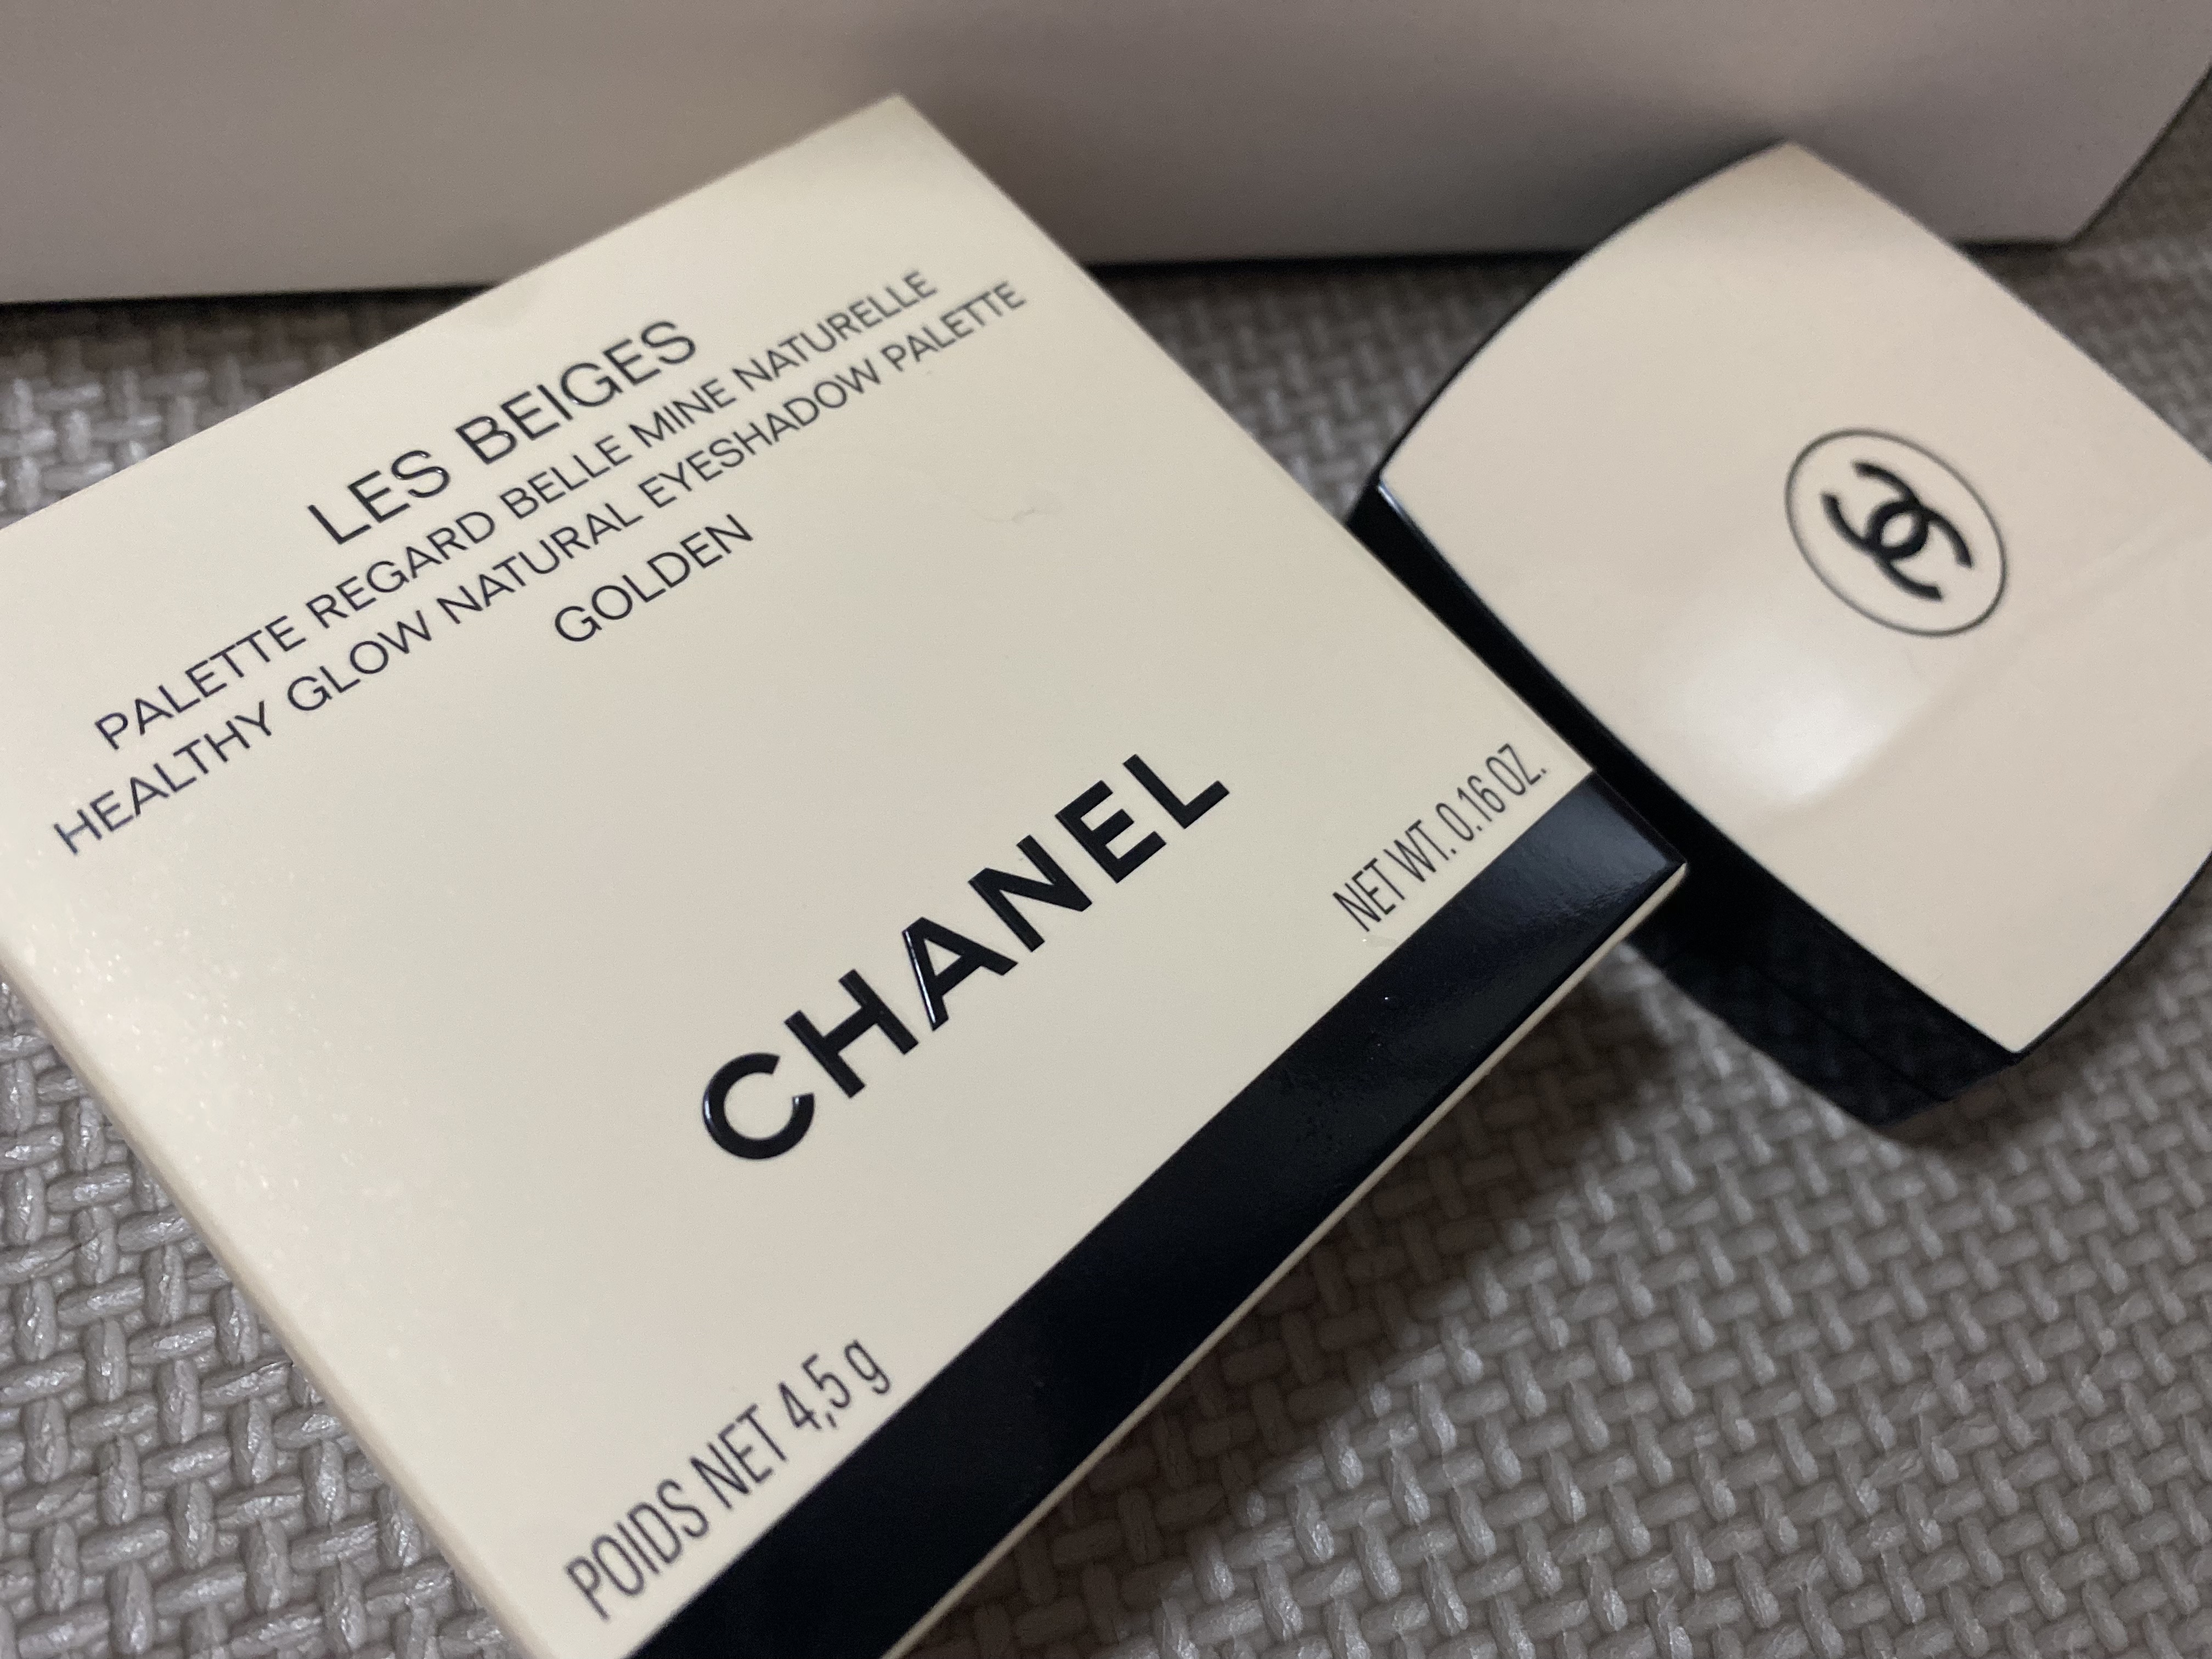 LES BEIGES
PALETTE REGARD BELLE MINE NATURELLE
HEALTHY GLOW NATURAL EYESHADOW PALETTE
GOLDEN
CHANEL
POIDS NET 4,5 g
NET WT. 0.16 OZ.